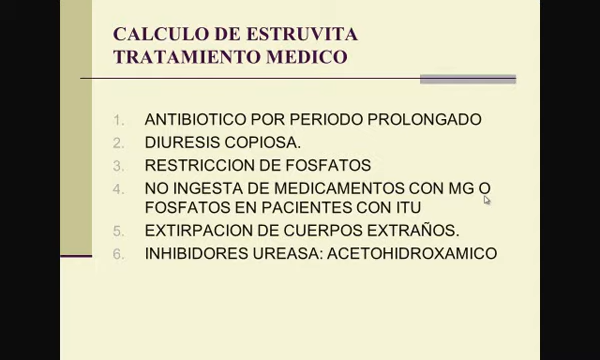 CALCULO DE ESTRUVITA
TRATAMIENTO MEDICO
1. ANTIBIOTICO POR PERIODO PROLONGADO
2. DIURESIS COPIOSA.
3. RESTRICCION DE FOSFATOS
4. NO INGESTA DE MEDICAMENTOS CON MG O
FOSFATOS EN PACIENTES CON ITU
5. EXTIRPACION DE CUERPOS EXTRAÑOS.
6. INHIBIDORES UREASA: ACETOHIDROXAMICO